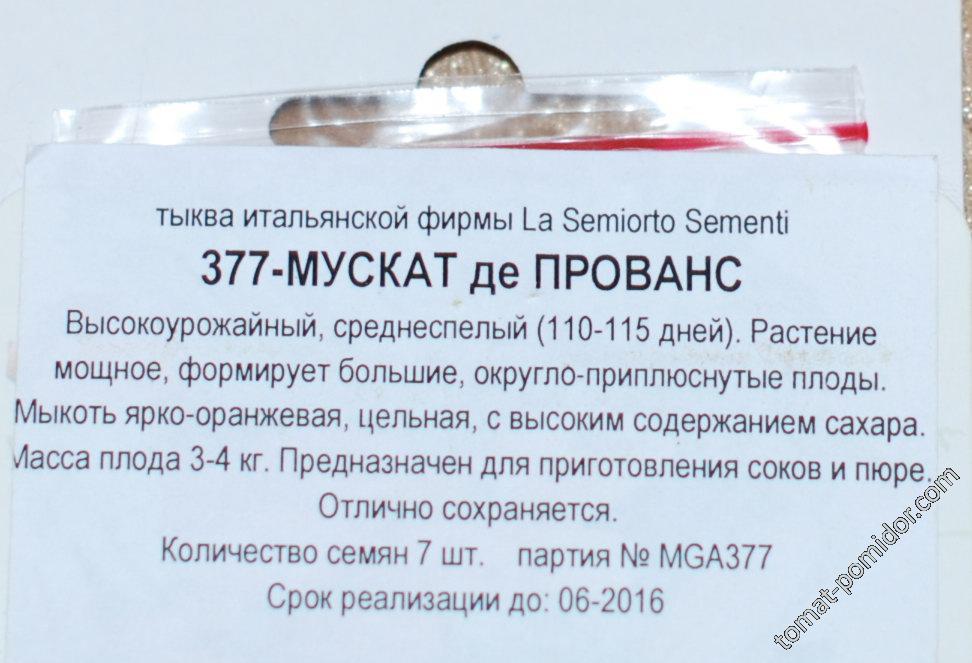 тыква итальянской фирмы La Semiorto Sementi
377-МУСКАТ де ПРОВАНС
Высокоурожайный, среднеспелый (110-115 дней). Растение
мощное, формирует большие, округло-приплюснутые плоды.
Мыкоть ярко-оранжевая, цельная, с высоким содержанием сахара.
Масса плода 3-4 кг. Предназначен для приготовления соков и пюре.
Отлично сохраняется.
Количество семян 7 шт. партия № MGA377
Срок реализации до: 06-2016
tomat-pomidor.com